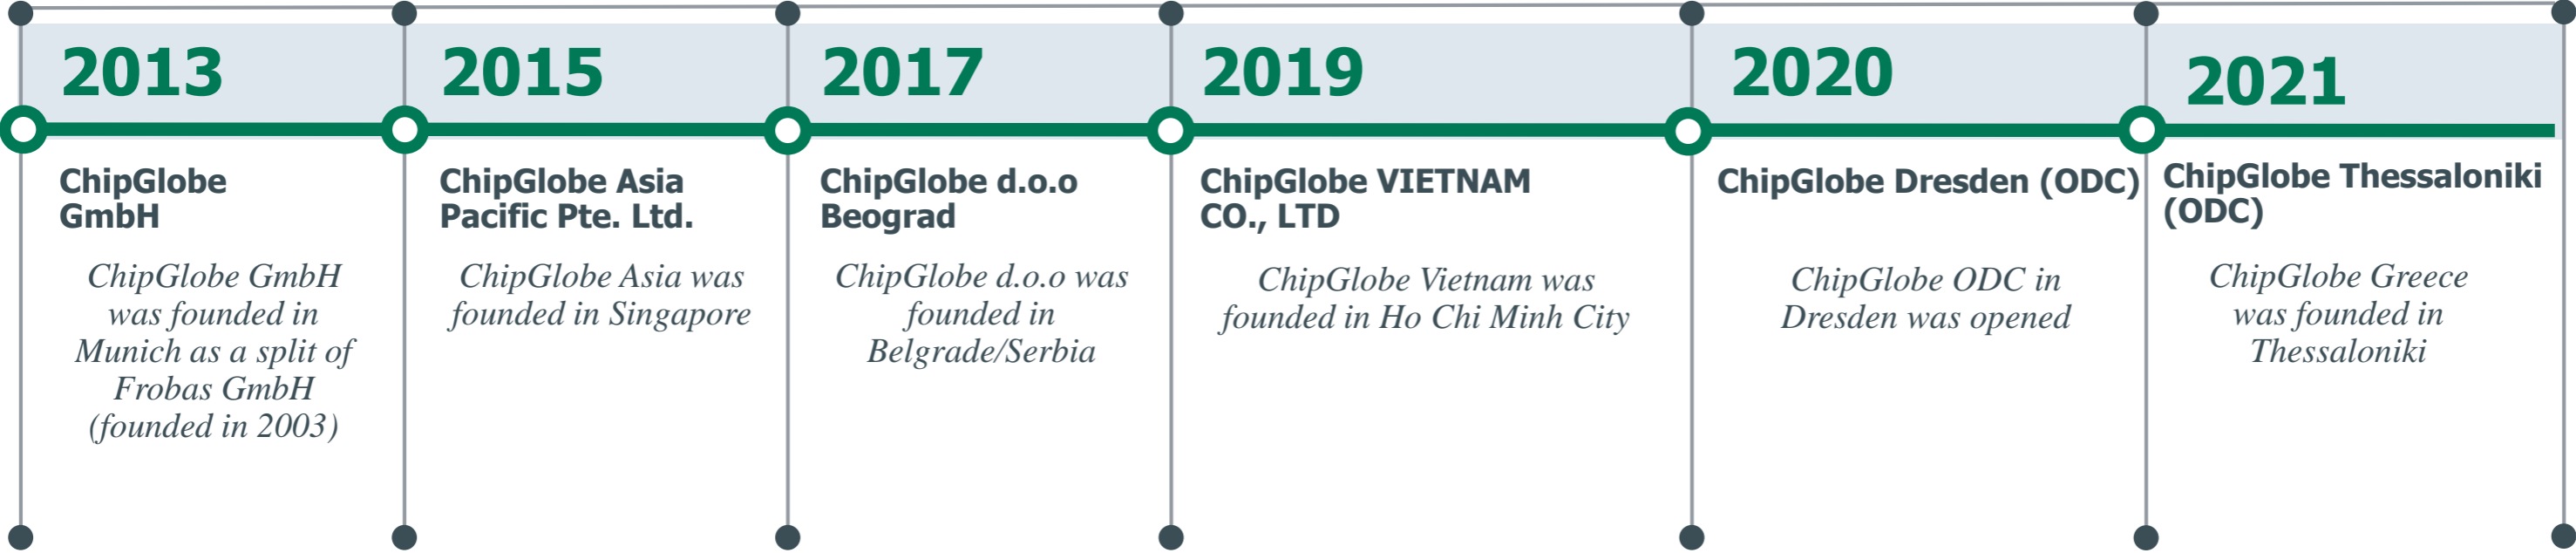 2013
ChipGlobe
GmbH
ChipGlobe GmbH
was founded in
Munich as a split of
Frobas GmbH
(founded in 2003)
2015
ChipGlobe Asia
Pacific Pte. Ltd.
ChipGlobe Asia was
founded in Singapore
2017
ChipGlobe d.o.o
Beograd
ChipGlobe d.o.o was
founded in
Belgrade/Serbia
2019
ChipGlobe VIETNAM
CO., LTD
ChipGlobe Vietnam was
founded in Ho Chi Minh City
2020
ChipGlobe Dresden (ODC)
ChipGlobe ODC in
Dresden was opened
2021
ChipGlobe Thessaloniki
(ODC)
ChipGlobe Greece
was founded in
Thessaloniki